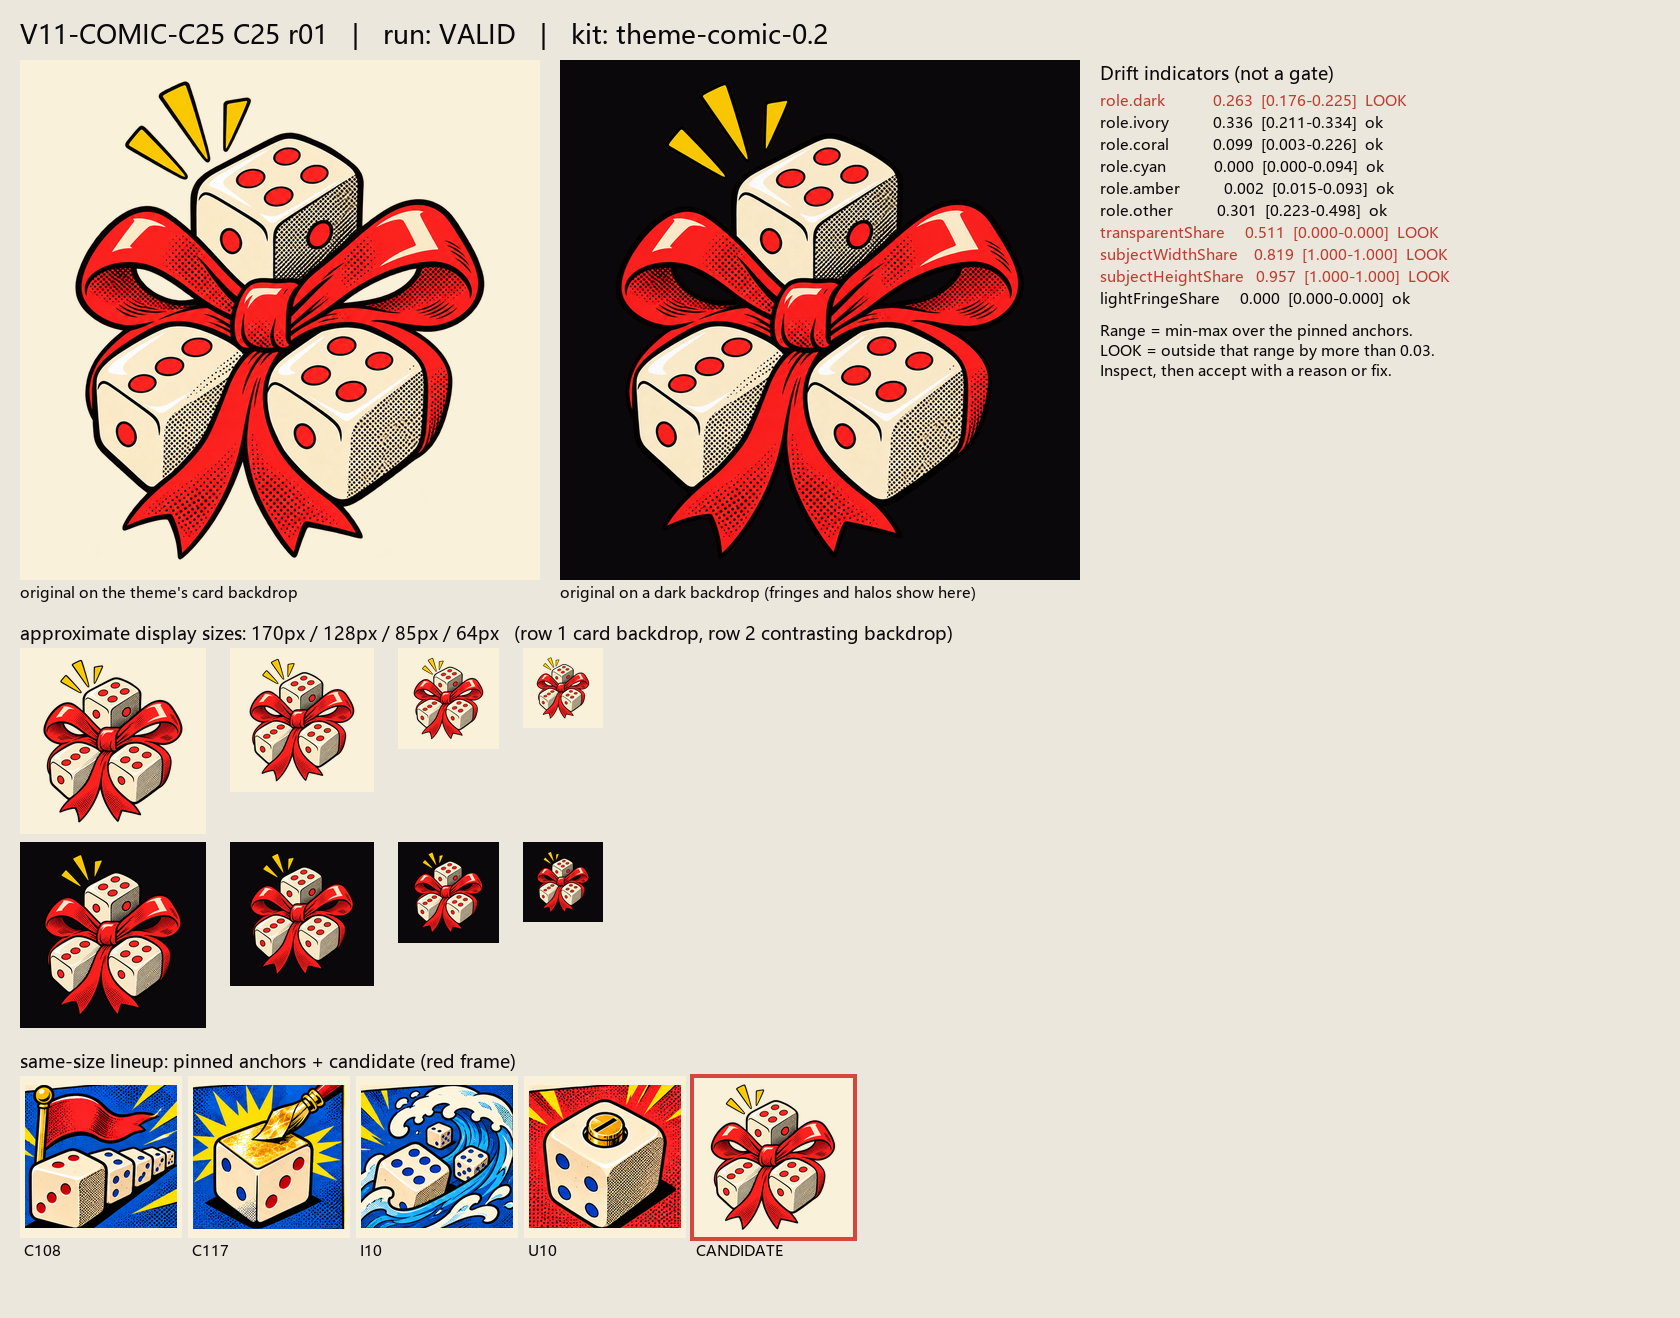 V11-COMIC-C25 C25 r01 | run: VALID | kit: theme-comic-0.2
Drift indicators (not a gate)
role.dark 0.263 [0.176-0.225] LOOK
role.ivory 0.336 [0.211-0.334] ok
role.coral 0.099 [0.003-0.226] ok
role.cyan 0.000 [0.000-0.094] ok
role.amber 0.002 [0.015-0.093] ok
role.other 0.301 [0.223-0.498] ok
transparentShare 0.511 [0.000-0.000] LOOK
subjectWidthShare 0.819 [1.000-1.000] LOOK
subjectHeightShare 0.957 [1.000-1.000] LOOK
lightFringeShare 0.000 [0.000-0.000] ok
Range = min-max over the pinned anchors.
LOOK = outside that range by more than 0.03.
Inspect, then accept with a reason or fix.
original on the theme's card backdrop
original on a dark backdrop (fringes and halos show here)
approximate display sizes: 170px / 128px / 85px / 64px (row 1 card backdrop, row 2 contrasting backdrop)
same-size lineup: pinned anchors + candidate (red frame)
C108
C117
I10
U10
CANDIDATE